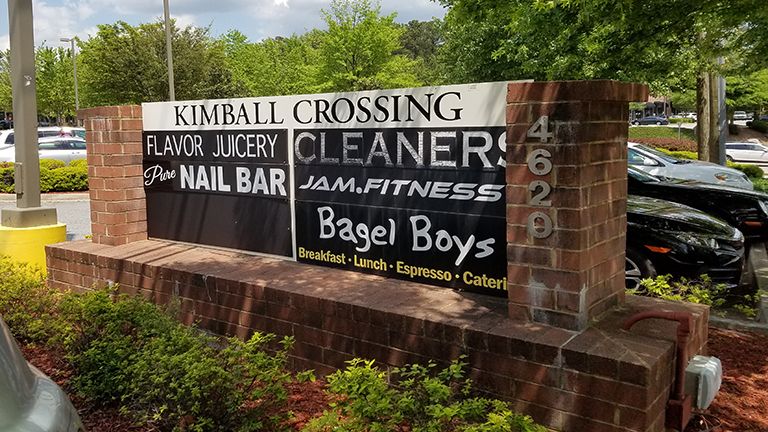 KIMBALL CROSSING
FLAVOR JUICERY
Pure NAIL BAR
CLEANERS
JAM.FITNESS
Bagel Boys
Breakfast • Lunch • Espresso • Cateri
4620